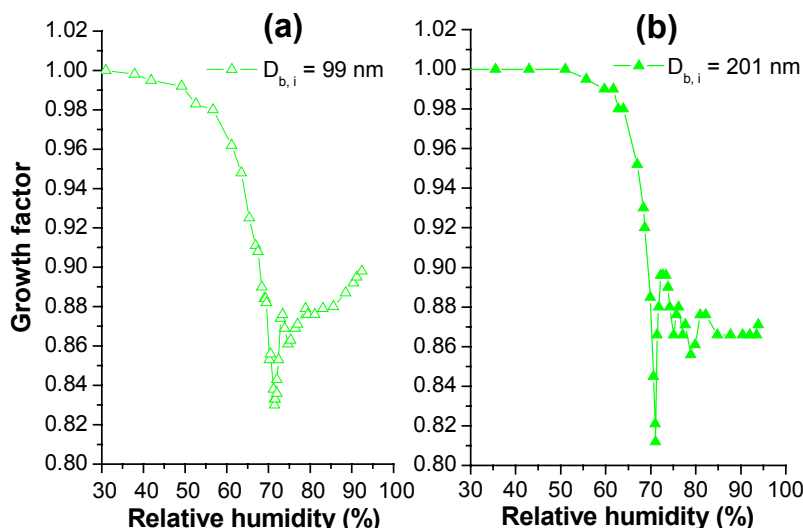 (a)
(b)
D_b, i = 99 nm
D_b, i = 201 nm
Growth factor
1.02
1.00
0.98
0.96
0.94
0.92
0.90
0.88
0.86
0.84
0.82
0.80
1.02
1.00
0.98
0.96
0.94
0.92
0.90
0.88
0.86
0.84
0.82
0.80
30 40 50 60 70 80 90 100
30 40 50 60 70 80 90 100
Relative humidity (%)
Relative humidity (%)